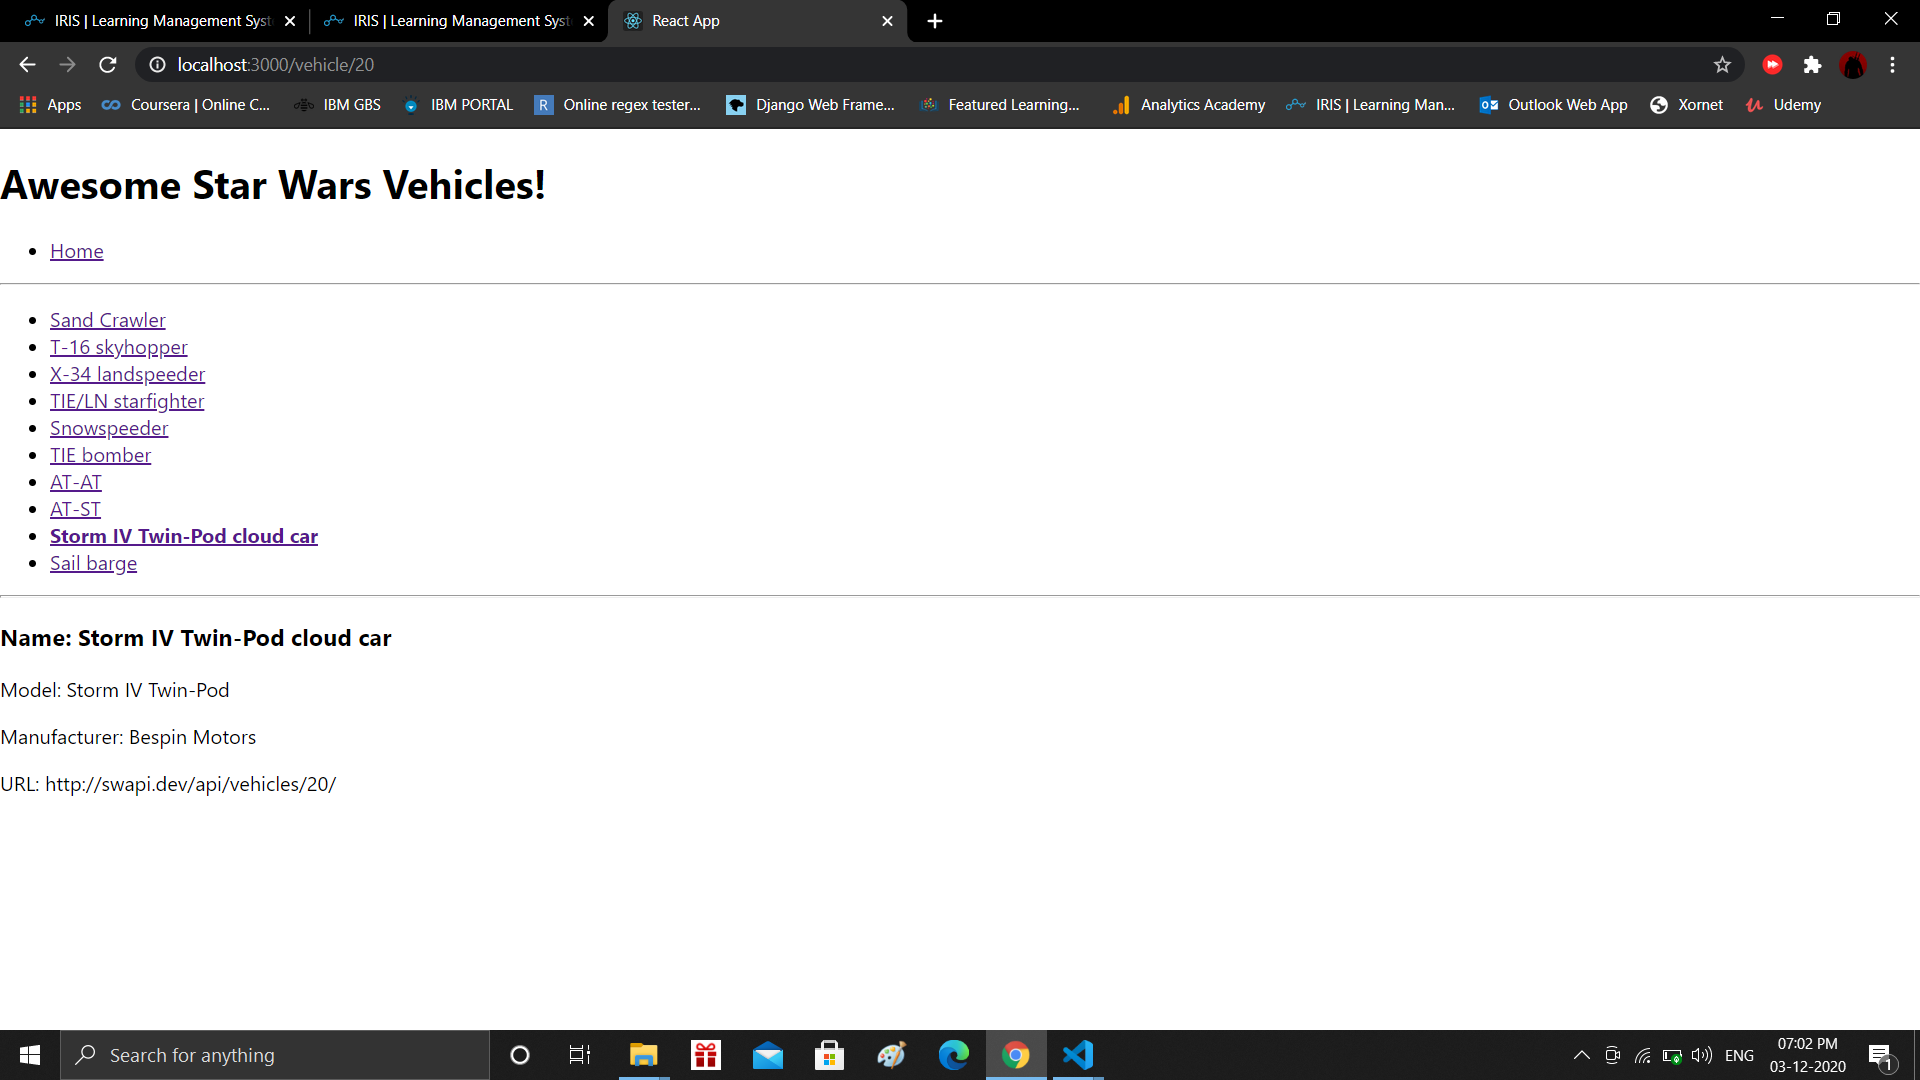 IRIS | Learning Management Syst
IRIS | Learning Management Syst
React App
localhost:3000/vehicle/20
Apps
Coursera | Online C...
IBM GBS
IBM PORTAL
R
Online regex tester...
Django Web Frame...
Featured Learning...
Analytics Academy
IRIS | Learning Man...
Outlook Web App
Xornet
Udemy
Awesome Star Wars Vehicles!
Home
Sand Crawler
T-16 skyhopper
X-34 landspeeder
TIE/LN starfighter
Snowspeeder
TIE bomber
AT-AT
AT-ST
Storm IV Twin-Pod cloud car
Sail barge
Name: Storm IV Twin-Pod cloud car
Model: Storm IV Twin-Pod
Manufacturer: Bespin Motors
URL: http://swapi.dev/api/vehicles/20/
Search for anything
ENG
07:02 PM
03-12-2020
1